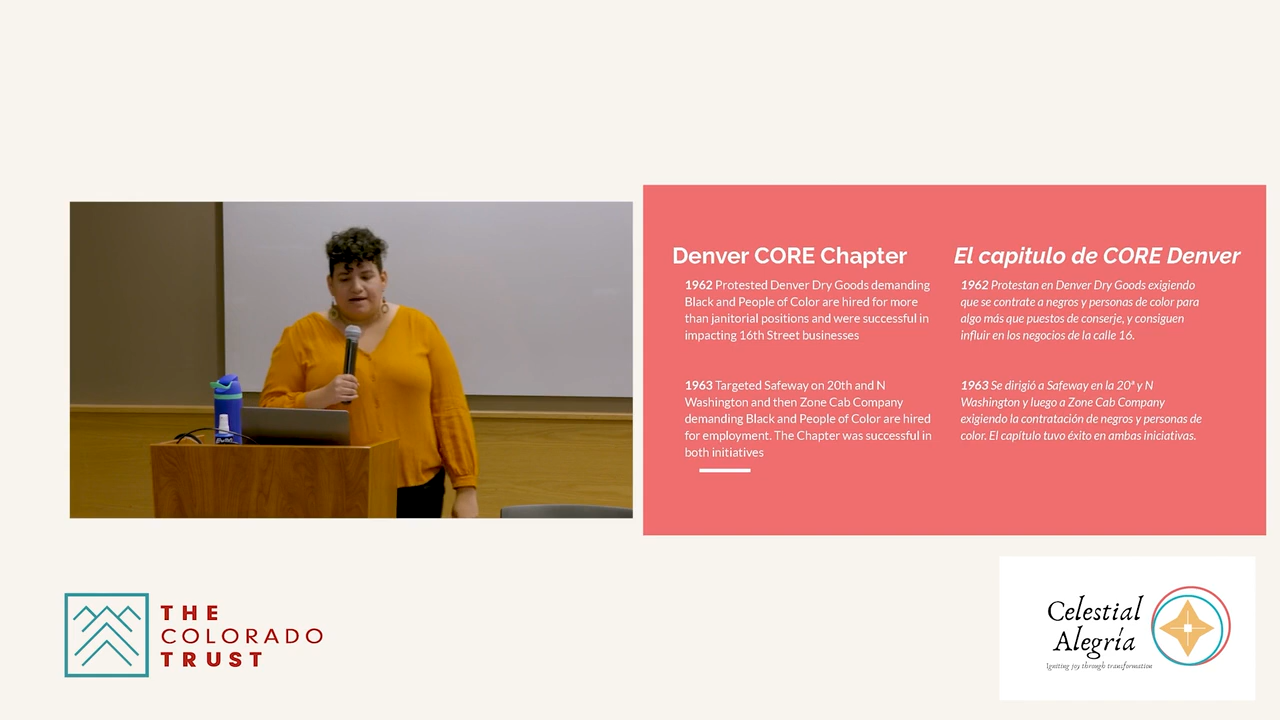 Denver CORE Chapter
1962 Protested Denver Dry Goods demanding
Black and People of Color are hired for more
than janitorial positions and were successful in
impacting 16th Street businesses
1963 Targeted Safeway on 20th and N
Washington and then Zone Cab Company
demanding Black and People of Color are hired
for employment. The Chapter was successful in
both initiatives
El capitulo de CORE Denver
1962 Protestan en Denver Dry Goods exigiendo
que se contrate a negros y personas de color para
algo más que puestos de conserje, y consiguen
influir en los negocios de la calle 16.
1963 Se dirigió a Safeway en la 20ª y N
Washington y luego a Zone Cab Company
exigiendo la contratación de negros y personas de
color. El capítulo tuvo éxito en ambas iniciativas.
THE
COLORADO
TRUST
Celestial
Alegría
Igniting joy through transformation